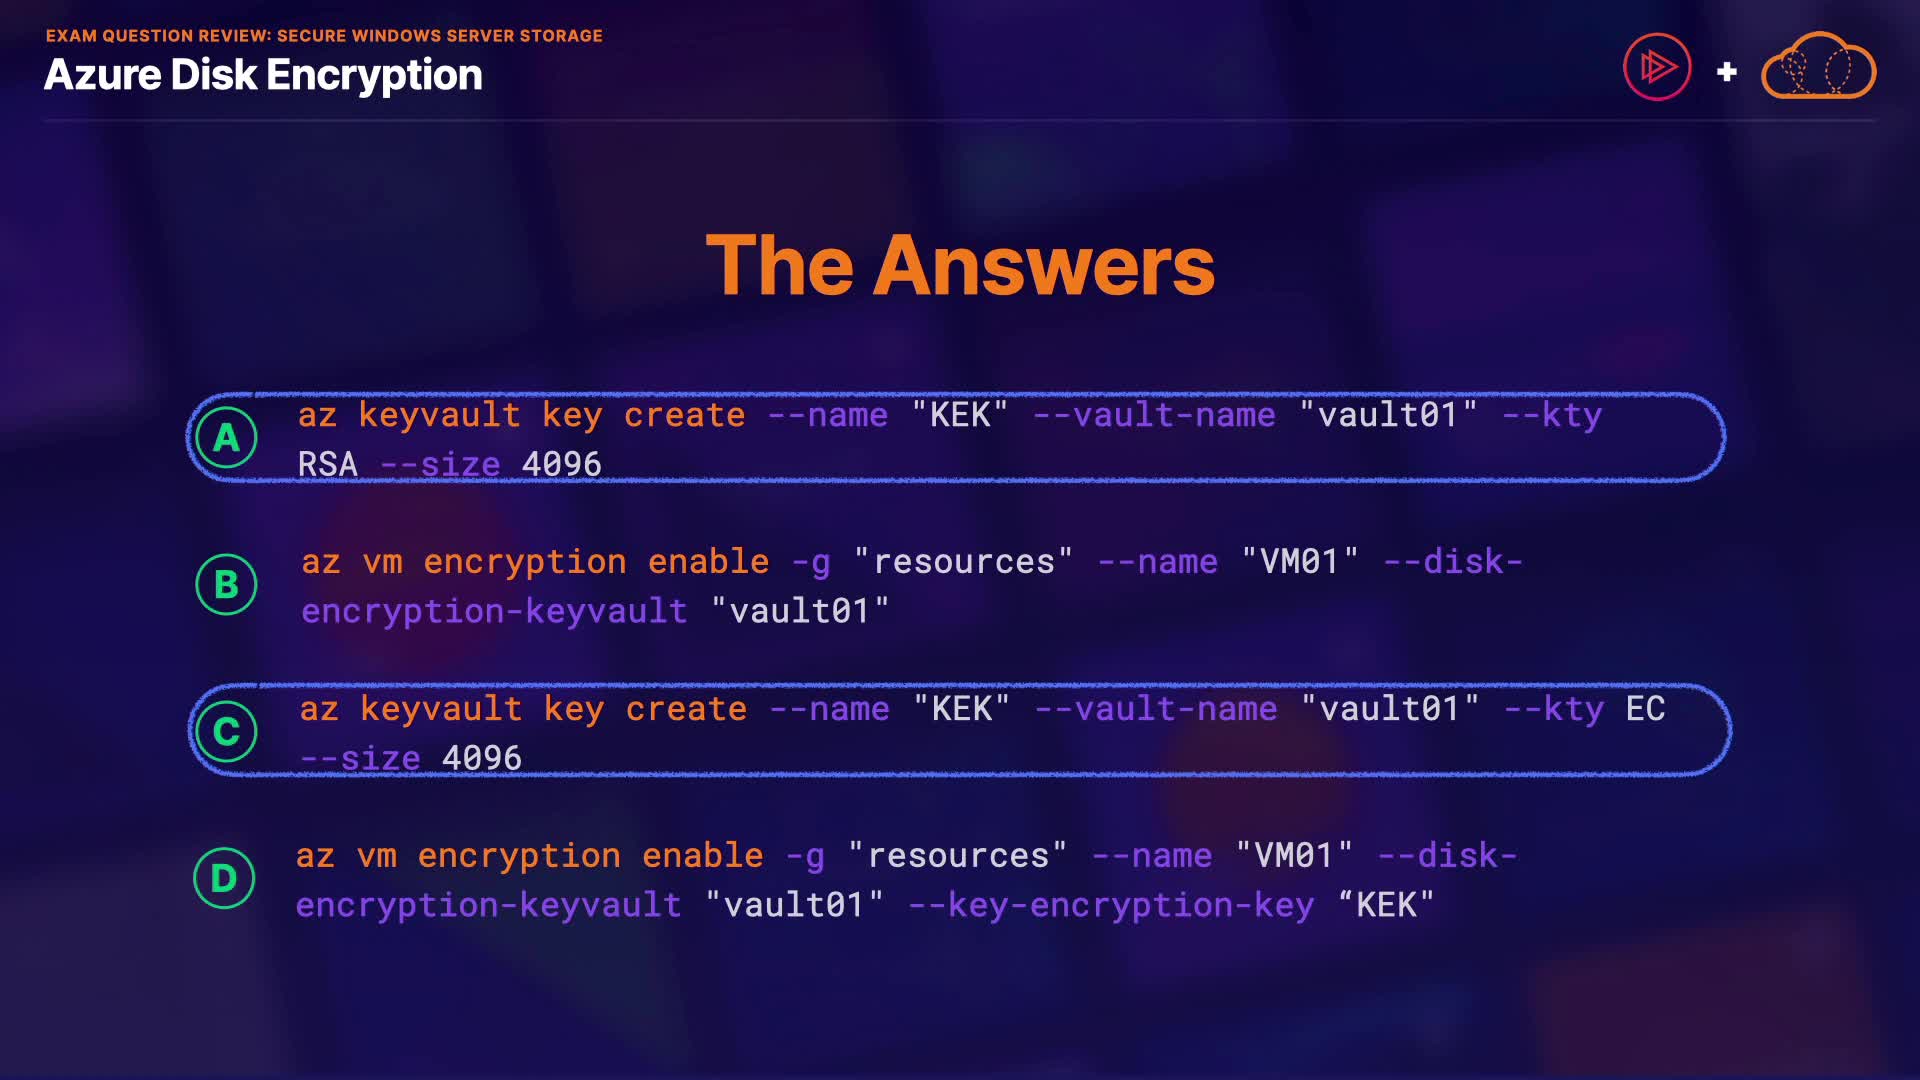 EXAM QUESTION REVIEW: SECURE WINDOWS SERVER STORAGE
Azure Disk Encryption
+
The Answers
A
az keyvault key create --name "KEK" --vault-name "vault01" --kty
RSA --size 4096
B
az vm encryption enable -g "resources" --name "VM01" --disk-
encryption-keyvault "vault01"
C
az keyvault key create --name "KEK" --vault-name "vault01" --kty EC
--size 4096
D
az vm encryption enable -g "resources" --name "VM01" --disk-
encryption-keyvault "vault01" --key-encryption-key “KEK"